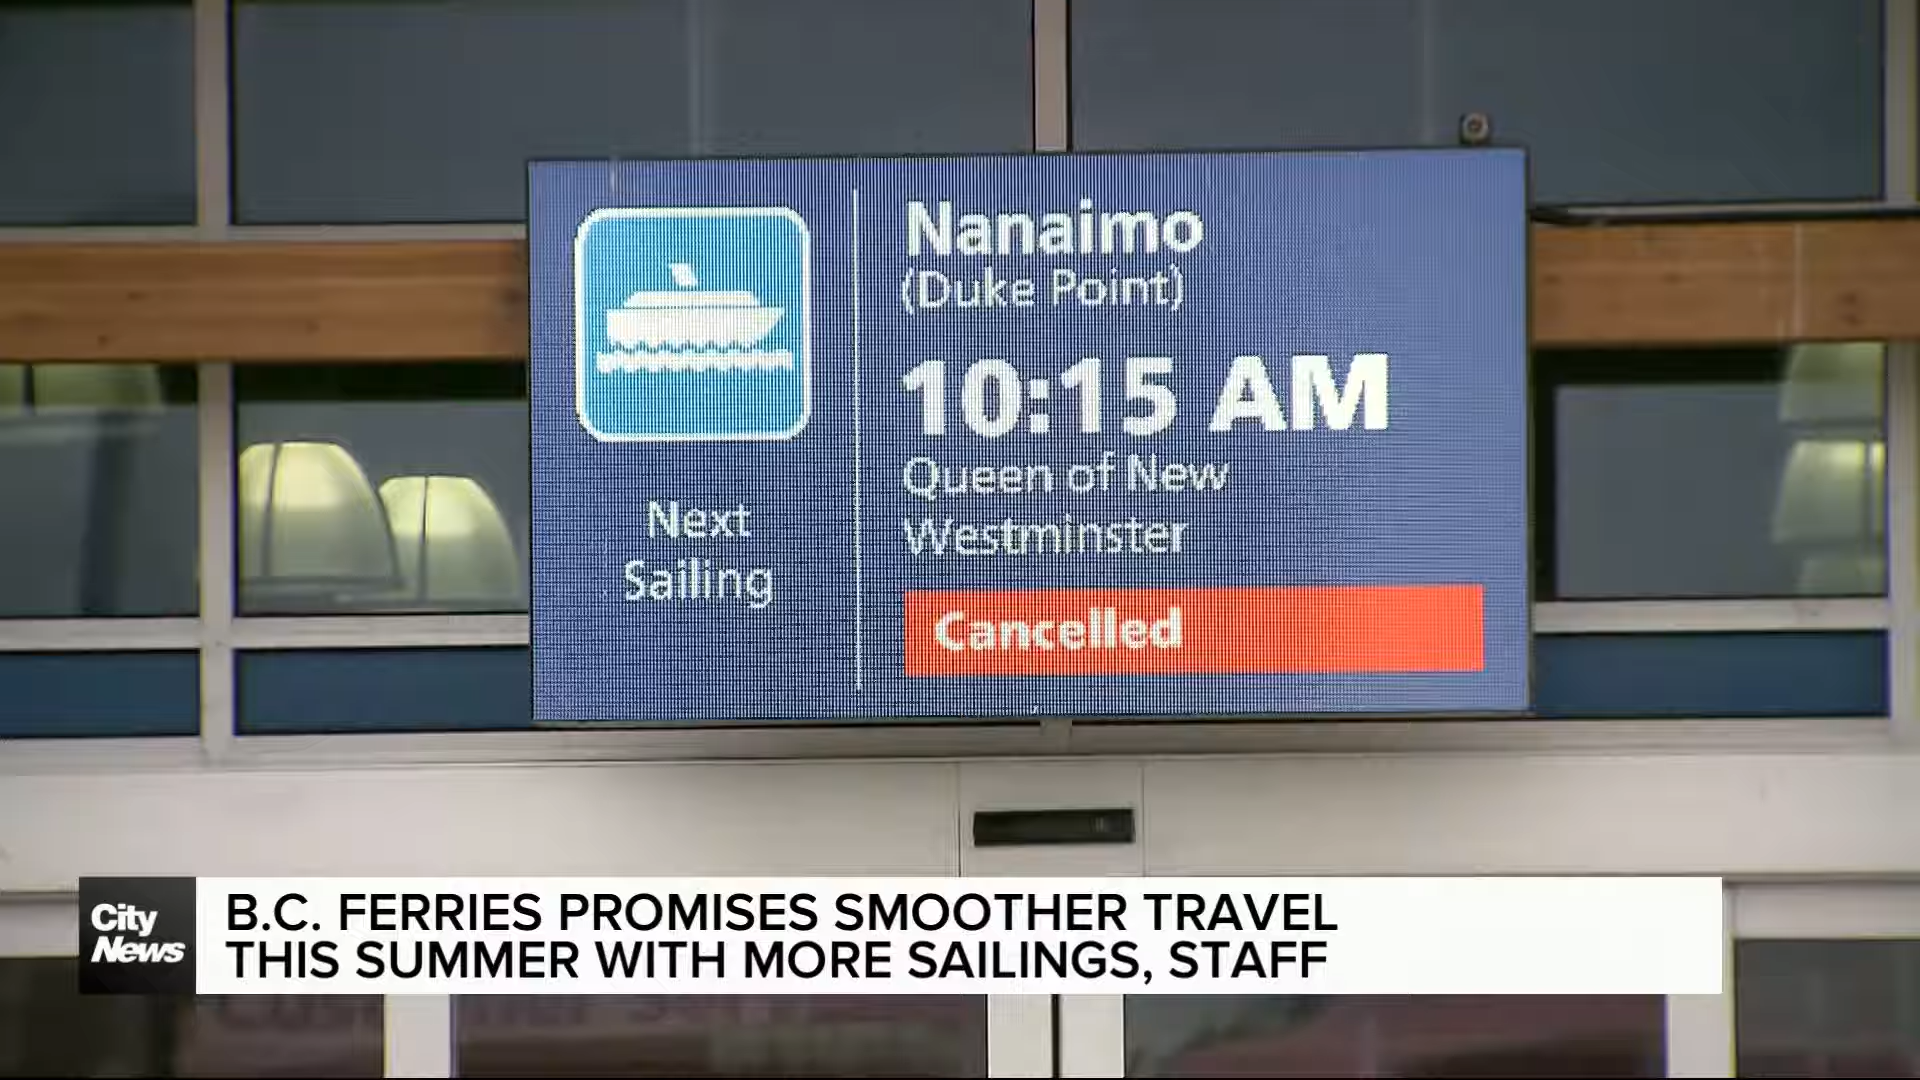 Nanaimo
(Duke Point)
10:15 AM
Queen of New
Westminster
Cancelled
Next
Sailing
City
News
B.C. FERRIES PROMISES SMOOTHER TRAVEL
THIS SUMMER WITH MORE SAILINGS, STAFF